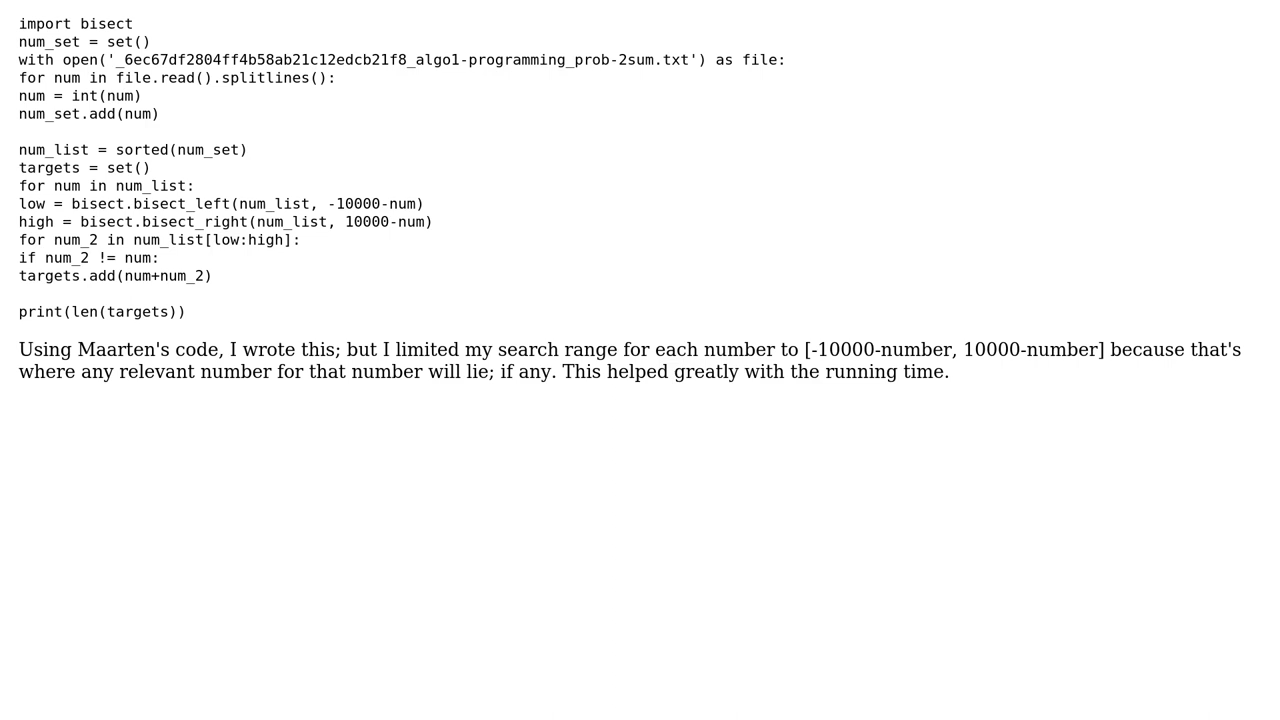 import bisect
num_set = set()
with open('_6ec67df2804ff4b58ab21c12edcb21f8_algo1-programming_prob-2sum.txt') as file:
for num in file.read().splitlines():
num = int(num)
num_set.add(num)

num_list = sorted(num_set)
targets = set()
for num in num_list:
low = bisect.bisect_left(num_list, -10000-num)
high = bisect.bisect_right(num_list, 10000-num)
for num_2 in num_list[low:high]:
if num_2 != num:
targets.add(num+num_2)

print(len(targets))

Using Maarten's code, I wrote this; but I limited my search range for each number to [-10000-number, 10000-number] because that's
where any relevant number for that number will lie; if any. This helped greatly with the running time.